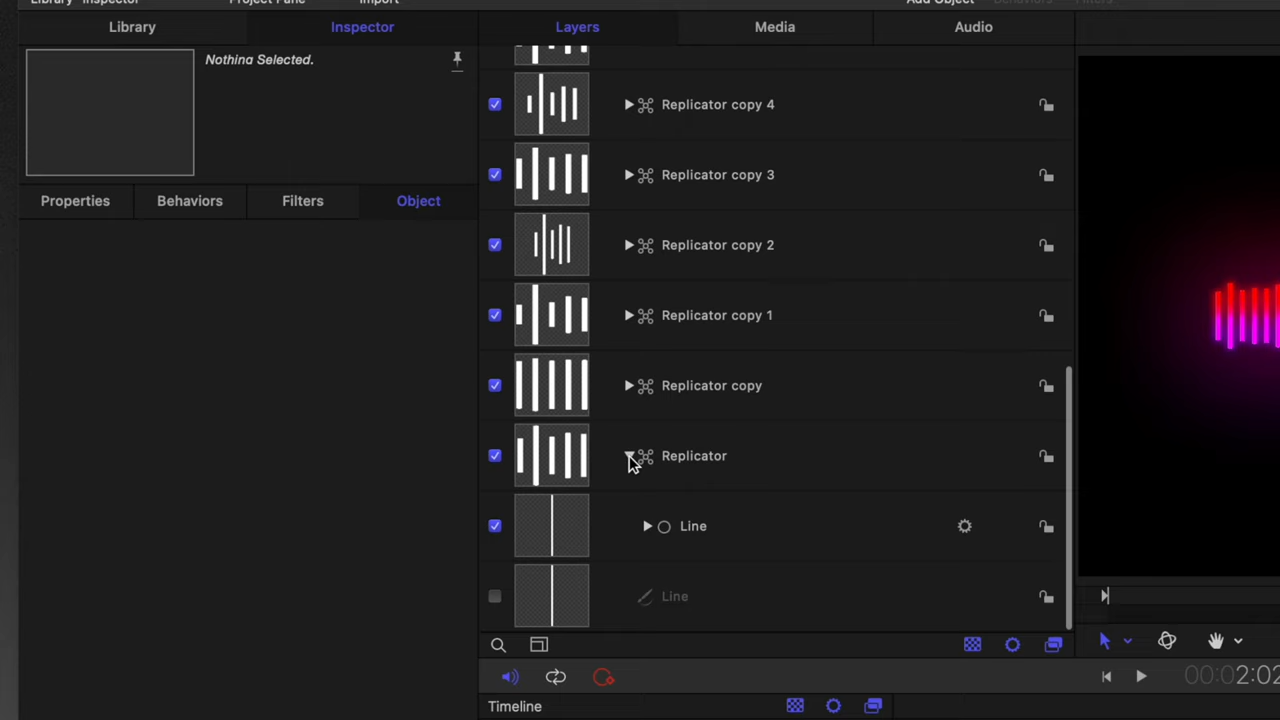 Library Inspector Project Pane Import Add Object Behaviors Filters
Library Inspector Layers Media Audio
Nothing Selected.
Replicator copy 4
Replicator copy 3
Properties Behaviors Filters Object
Replicator copy 2
Replicator copy 1
Replicator copy
Replicator
Line
Line
00:02:02
Timeline